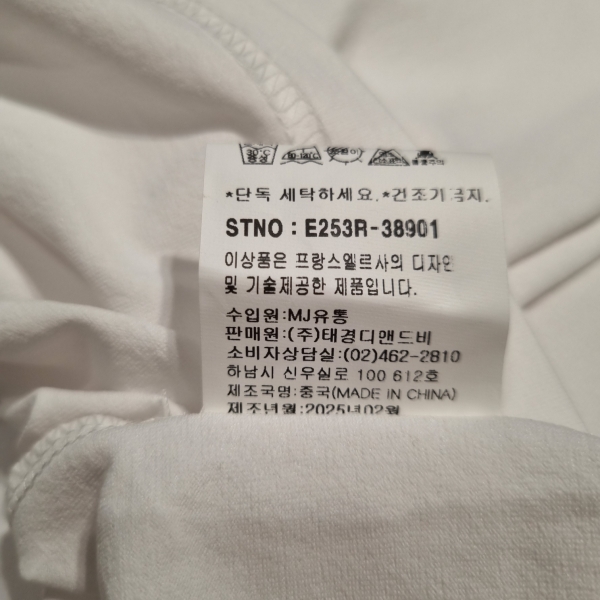 *단독 세탁하세요.*건조기금지.
STNO : E253R-38901
이상품은 프랑스엘르사의 디자인
및 기술제공한 제품입니다.
수입원:MJ유통
판매원:(주)태경디앤드비
소비자상담실:(02)462-2810
하남시 신우실로 100 612호
제조국명:중국(MADE IN CHINA)
제조년월:2025년02월